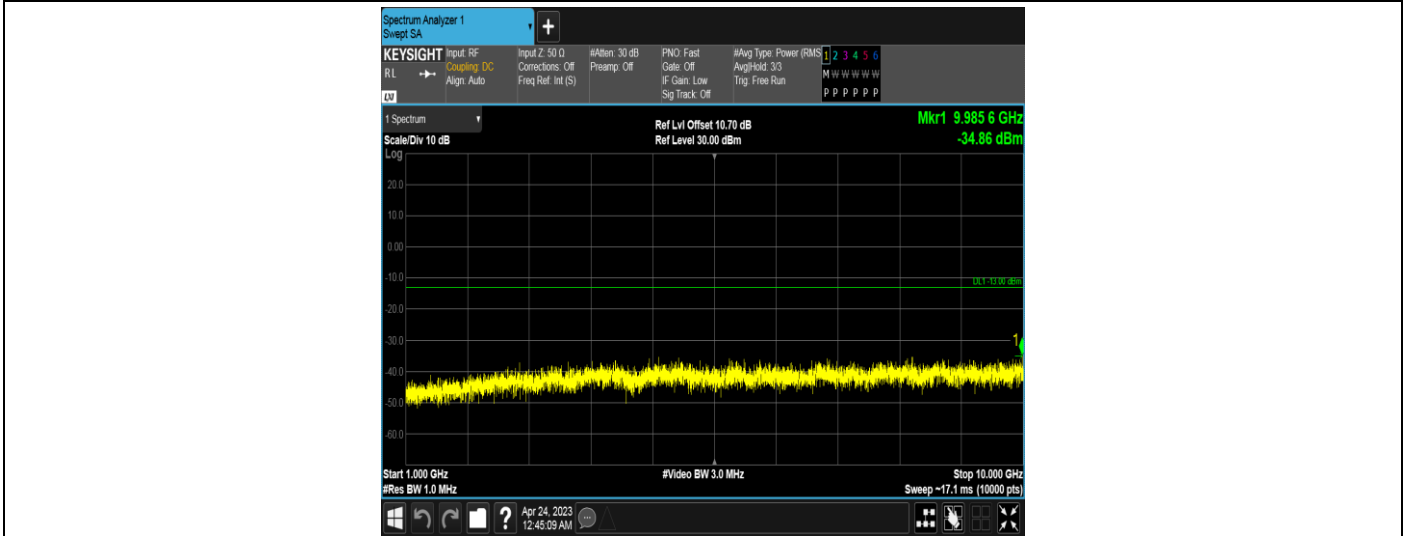 Spectrum Analyzer 1
Swept SA
+
KEYSIGHT Input: RF Input Z: 50 Ω #Atten: 30 dB PNO: Fast #Avg Type: Power (RMS 1 2 3 4 5 6
RL Coupling: DC Corrections: Off Preamp: Off Gate: Off Avg|Hold: 3/3 M W W W W W
Align: Auto Freq Ref: Int (S) IF Gain: Low Trig: Free Run
LXI Sig Track: Off P P P P P P
1 Spectrum Ref Lvl Offset 10.70 dB Mkr1 9.985 6 GHz
Scale/Div 10 dB Ref Level 30.00 dBm -34.86 dBm
Log
20.0
10.0
0.00
-10.0
DL1 -13.00 dBm
-20.0
-30.0
1
-40.0
-50.0
-60.0
Start 1.000 GHz #Video BW 3.0 MHz Stop 10.000 GHz
#Res BW 1.0 MHz Sweep ~17.1 ms (10000 pts)
? Apr 24, 2023
12:45:09 AM